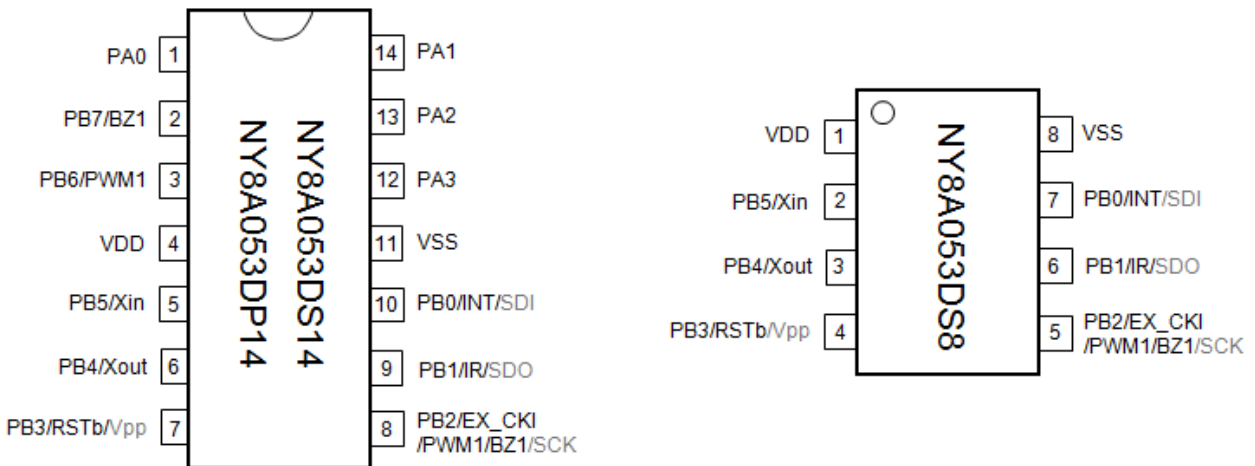 PA0 1
14 PA1
PB7/BZ1 2
13 PA2
PB6/PWM1 3
12 PA3
VDD 4
11 VSS
PB5/Xin 5
10 PB0/INT/SDI
PB4/Xout 6
9 PB1/IR/SDO
PB3/RSTb/Vpp 7
8 PB2/EX_CKI
/PWM1/BZ1/SCK
NY8A053DS14
NY8A053DP14
VDD 1
8 VSS
PB5/Xin 2
7 PB0/INT/SDI
PB4/Xout 3
6 PB1/IR/SDO
PB3/RSTb/Vpp 4
5 PB2/EX_CKI
/PWM1/BZ1/SCK
NY8A053DS8